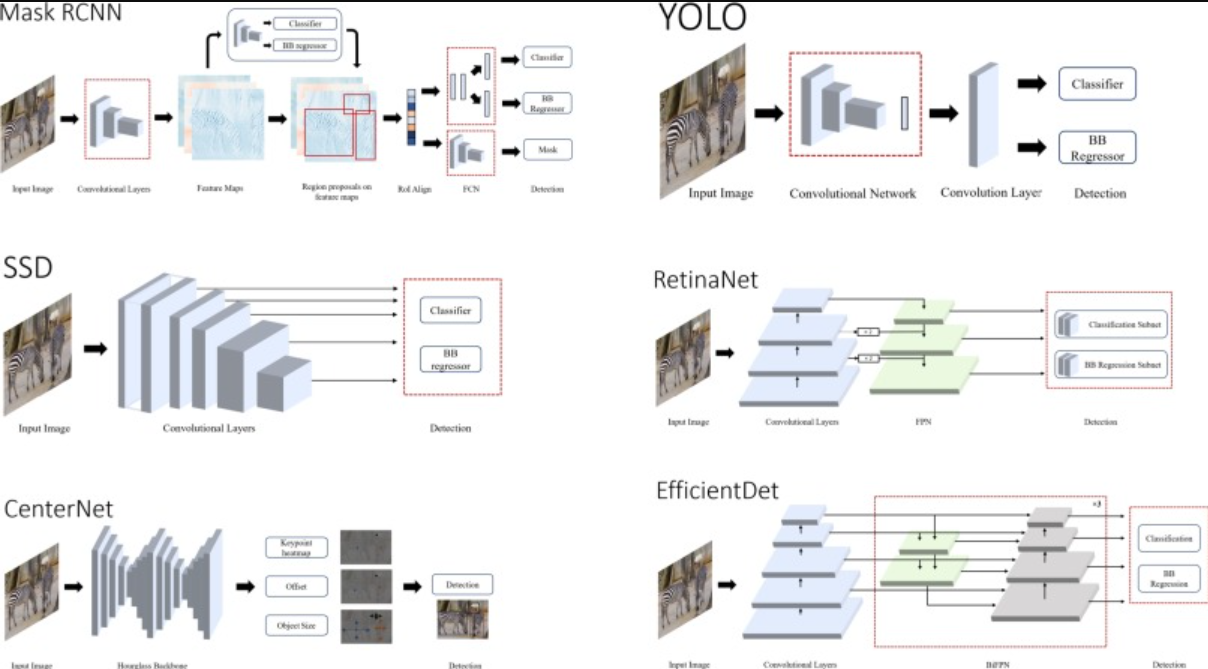 Mask RCNN
Classifier
BB regressor
Classifier
BB
Regressor
Mask
Input Image
Convolutional Layers
Feature Maps
Region proposals on
feature maps
RoI Align
FCN
Detection
YOLO
Classifier
BB
Regressor
Input Image
Convolutional Network
Convolution Layer
Detection
SSD
Classifier
BB
regressor
Input Image
Convolutional Layers
Detection
RetinaNet
×2
×2
Classification Subnet
BB Regression Subnet
Input Image
Convolutional Layers
FPN
Detection
CenterNet
Keypoint
heatmap
Offset
Object Size
Detection
Input Image
Hourglass Backbone
Detection
EfficientDet
×3
Classification
BB
Regression
Input Image
Convolutional Layers
BiFPN
Detection